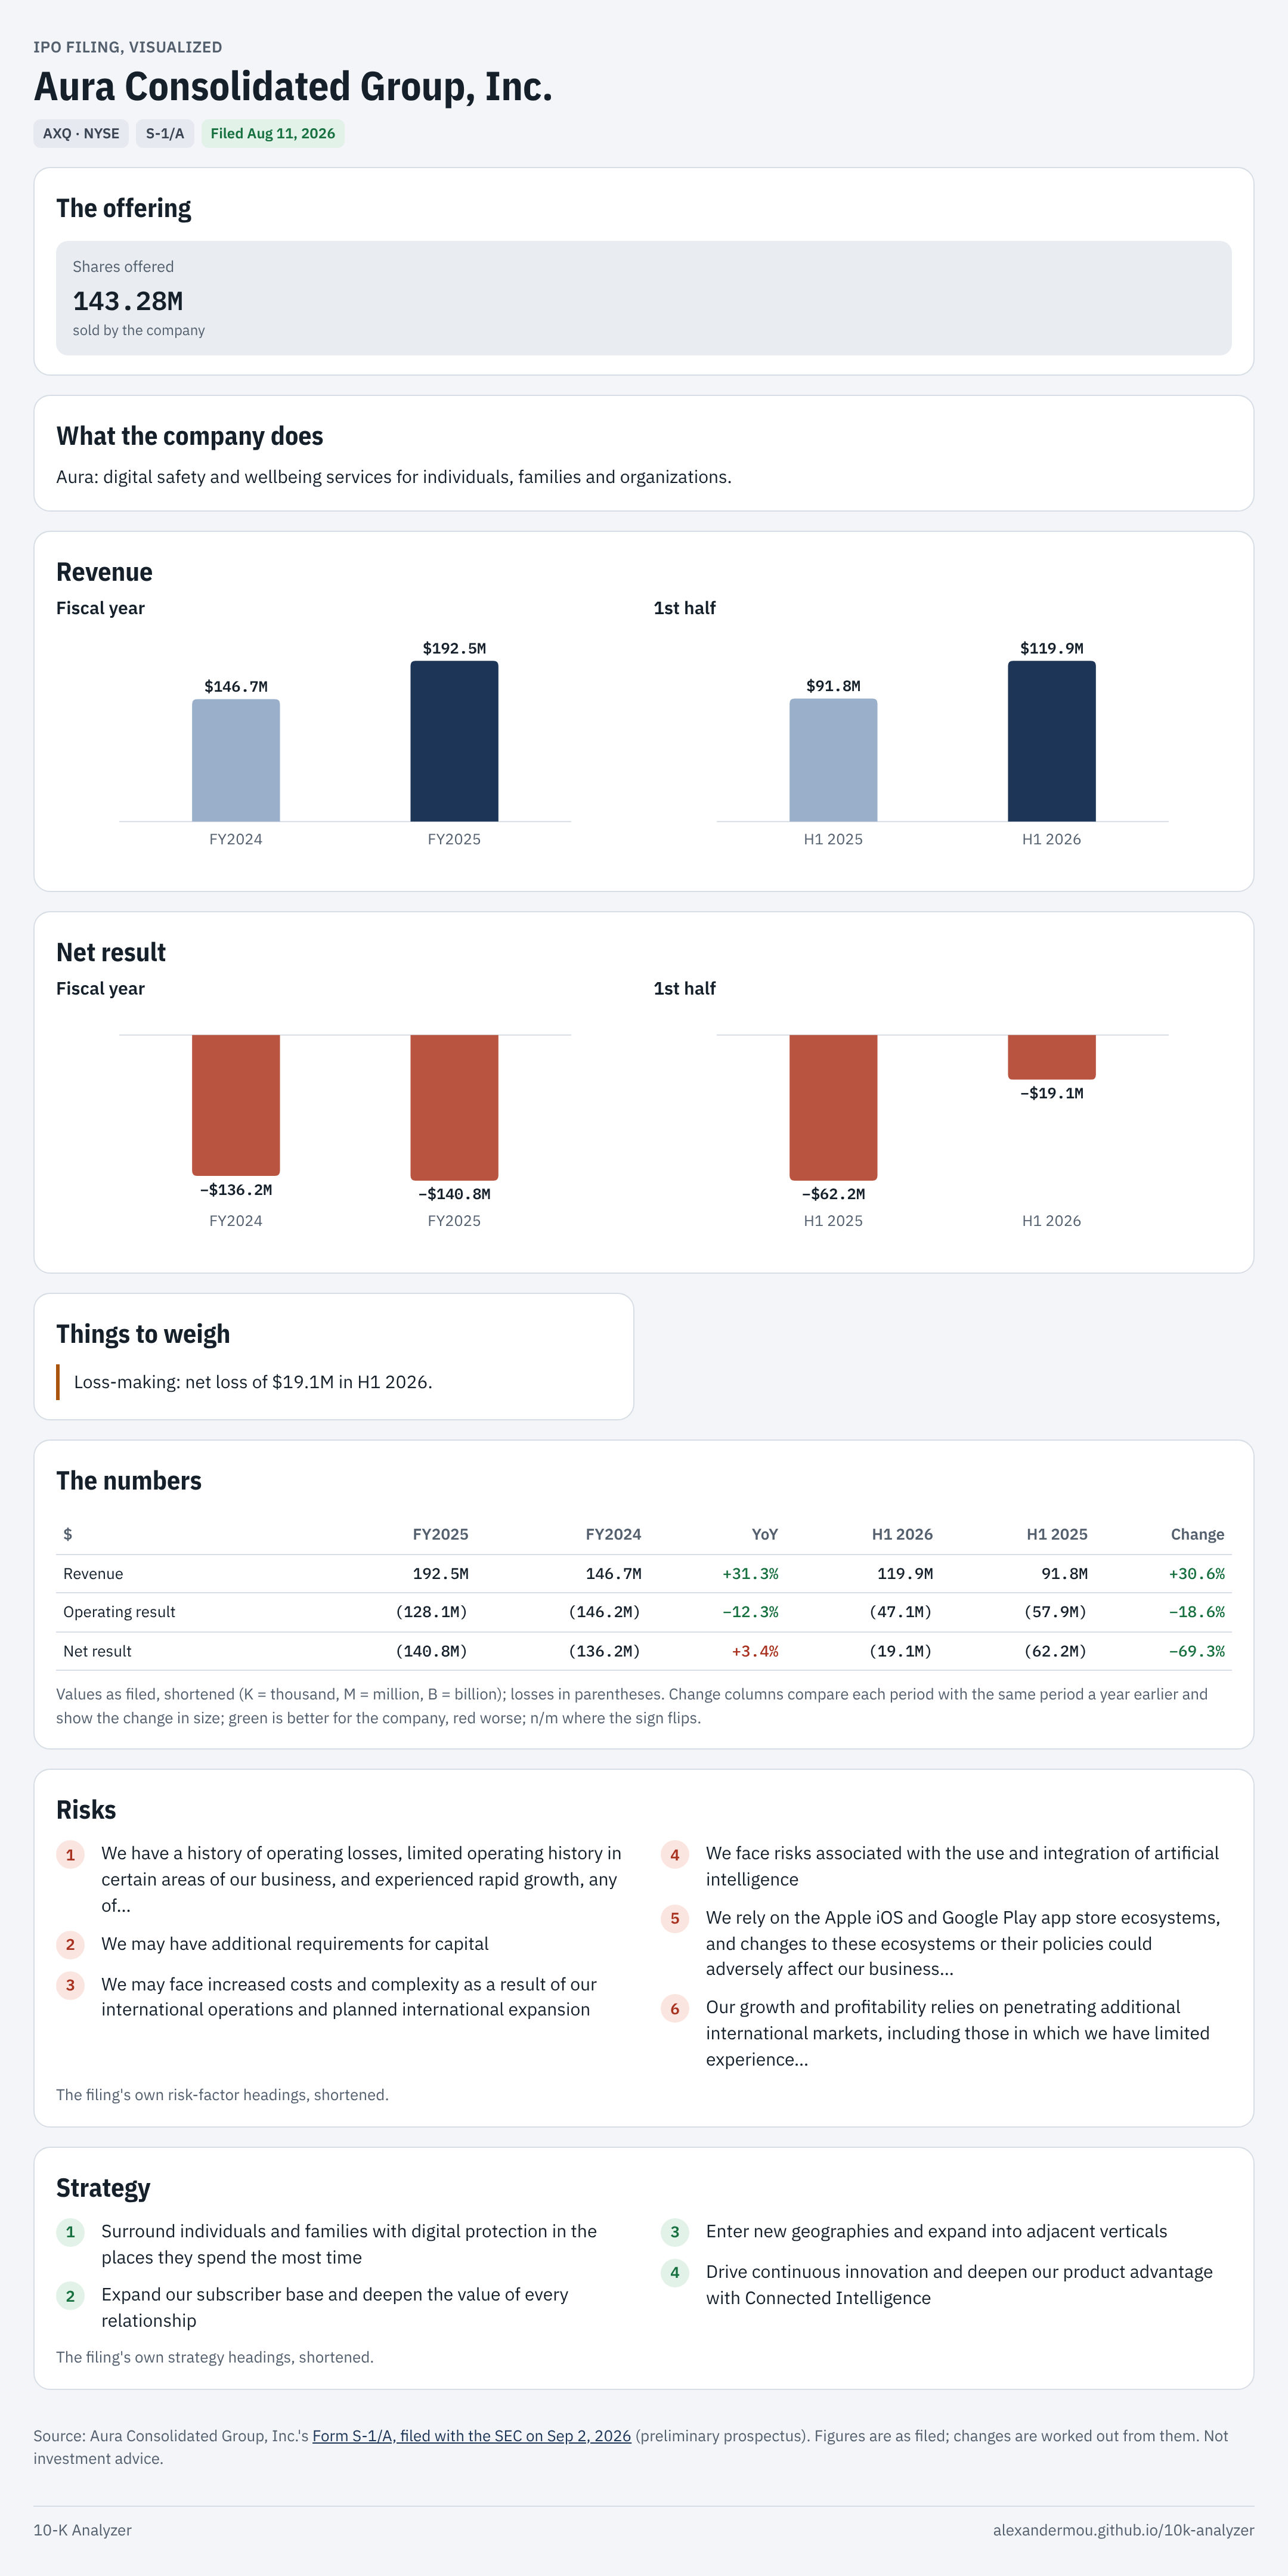 IPO FILING, VISUALIZED
Aura Consolidated Group, Inc.
AXQ · NYSE S-1/A Filed Aug 11, 2026
The offering
Shares offered
143.28M
sold by the company
What the company does
Aura: digital safety and wellbeing services for individuals, families and organizations.
Revenue
Fiscal year
$146.7M
$192.5M
FY2024 FY2025
1st half
$91.8M
$119.9M
H1 2025 H1 2026
Net result
Fiscal year
−$136.2M
−$140.8M
FY2024 FY2025
1st half
−$62.2M
−$19.1M
H1 2025 H1 2026
Things to weigh
Loss-making: net loss of $19.1M in H1 2026.
The numbers
$ FY2025 FY2024 YoY H1 2026 H1 2025 Change
Revenue 192.5M 146.7M +31.3% 119.9M 91.8M +30.6%
Operating result (128.1M) (146.2M) −12.3% (47.1M) (57.9M) −18.6%
Net result (140.8M) (136.2M) +3.4% (19.1M) (62.2M) −69.3%
Values as filed, shortened (K = thousand, M = million, B = billion); losses in parentheses. Change columns compare each period with the same period a year earlier and
show the change in size; green is better for the company, red worse; n/m where the sign flips.
Risks
1 We have a history of operating losses, limited operating history in
certain areas of our business, and experienced rapid growth, any
of...
2 We may have additional requirements for capital
3 We may face increased costs and complexity as a result of our
international operations and planned international expansion
4 We face risks associated with the use and integration of artificial
intelligence
5 We rely on the Apple iOS and Google Play app store ecosystems,
and changes to these ecosystems or their policies could
adversely affect our business...
6 Our growth and profitability relies on penetrating additional
international markets, including those in which we have limited
experience...
The filing's own risk-factor headings, shortened.
Strategy
1 Surround individuals and families with digital protection in the
places they spend the most time
2 Expand our subscriber base and deepen the value of every
relationship
3 Enter new geographies and expand into adjacent verticals
4 Drive continuous innovation and deepen our product advantage
with Connected Intelligence
The filing's own strategy headings, shortened.
Source: Aura Consolidated Group, Inc.'s Form S-1/A, filed with the SEC on Sep 2, 2026 (preliminary prospectus). Figures are as filed; changes are worked out from them. Not
investment advice.
10-K Analyzer alexandermou.github.io/10k-analyzer